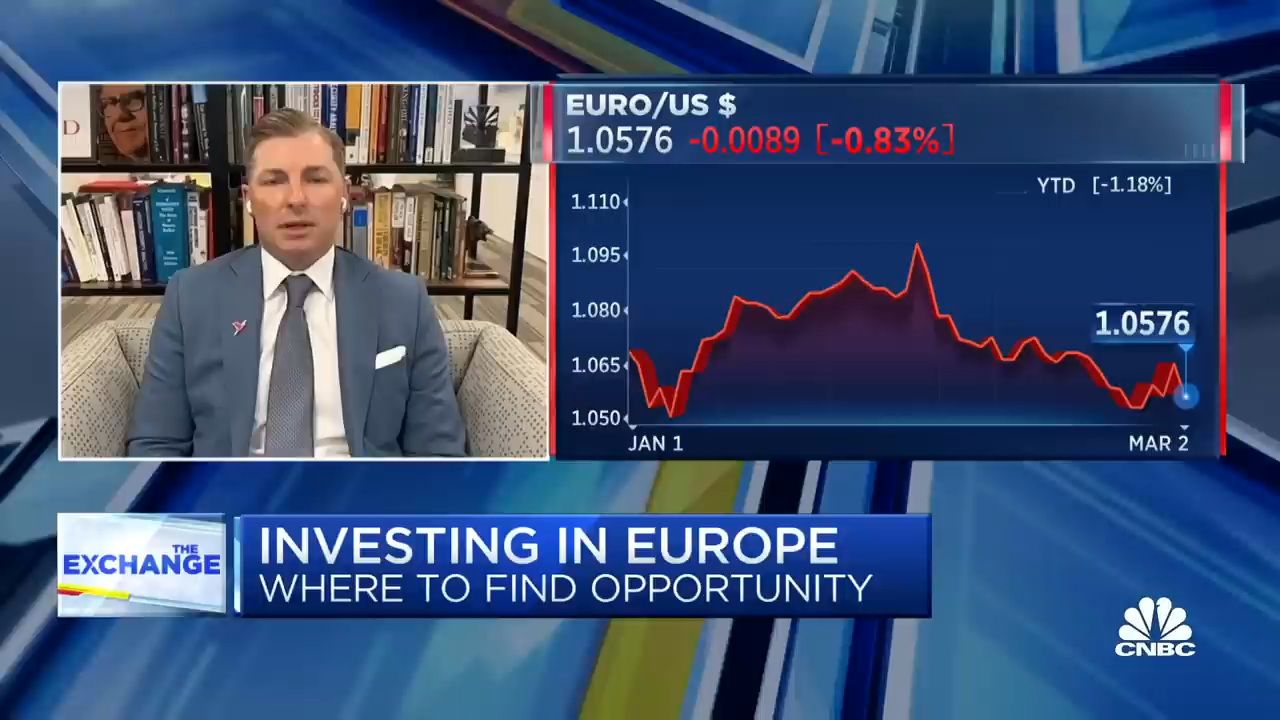 D
EURO/US $
1.0576 -0.0089 [-0.83%]
YTD [-1.18%]
1.110
1.095
1.080
1.065
1.050
1.0576
JAN 1
MAR 2
THE
EXCHANGE
INVESTING IN EUROPE
WHERE TO FIND OPPORTUNITY
CNBC